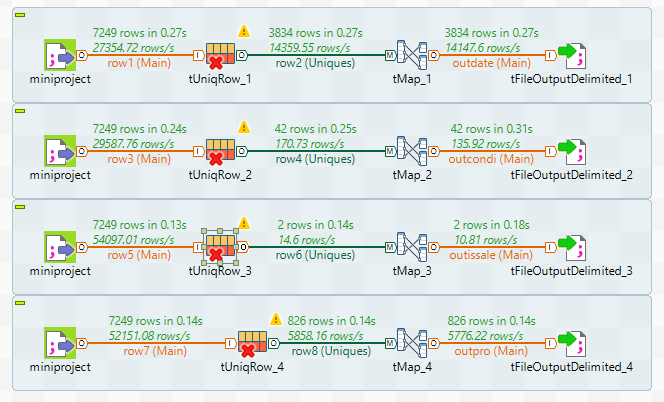 7249 rows in 0.27s 3834 rows in 0.27s 3834 rows in 0.27s
27354.72 rows/s 14359.55 rows/s 14147.6 rows/s
O I O M O I
row1 (Main) row2 (Uniques) outdate (Main)
miniproject tUniqRow_1 tMap_1 tFileOutputDelimited_1
7249 rows in 0.24s 42 rows in 0.25s 42 rows in 0.31s
29587.76 rows/s 170.73 rows/s 135.92 rows/s
O I O M O I
row3 (Main) row4 (Uniques) outcondi (Main)
miniproject tUniqRow_2 tMap_2 tFileOutputDelimited_2
7249 rows in 0.13s 2 rows in 0.14s 2 rows in 0.18s
54097.01 rows/s 14.6 rows/s 10.81 rows/s
O I O M O I
row5 (Main) row6 (Uniques) outissale (Main)
miniproject tUniqRow_3 tMap_3 tFileOutputDelimited_3
7249 rows in 0.14s 826 rows in 0.14s 826 rows in 0.14s
52151.08 rows/s 5858.16 rows/s 5776.22 rows/s
O I O M O I
row7 (Main) row8 (Uniques) outpro (Main)
miniproject tUniqRow_4 tMap_4 tFileOutputDelimited_4